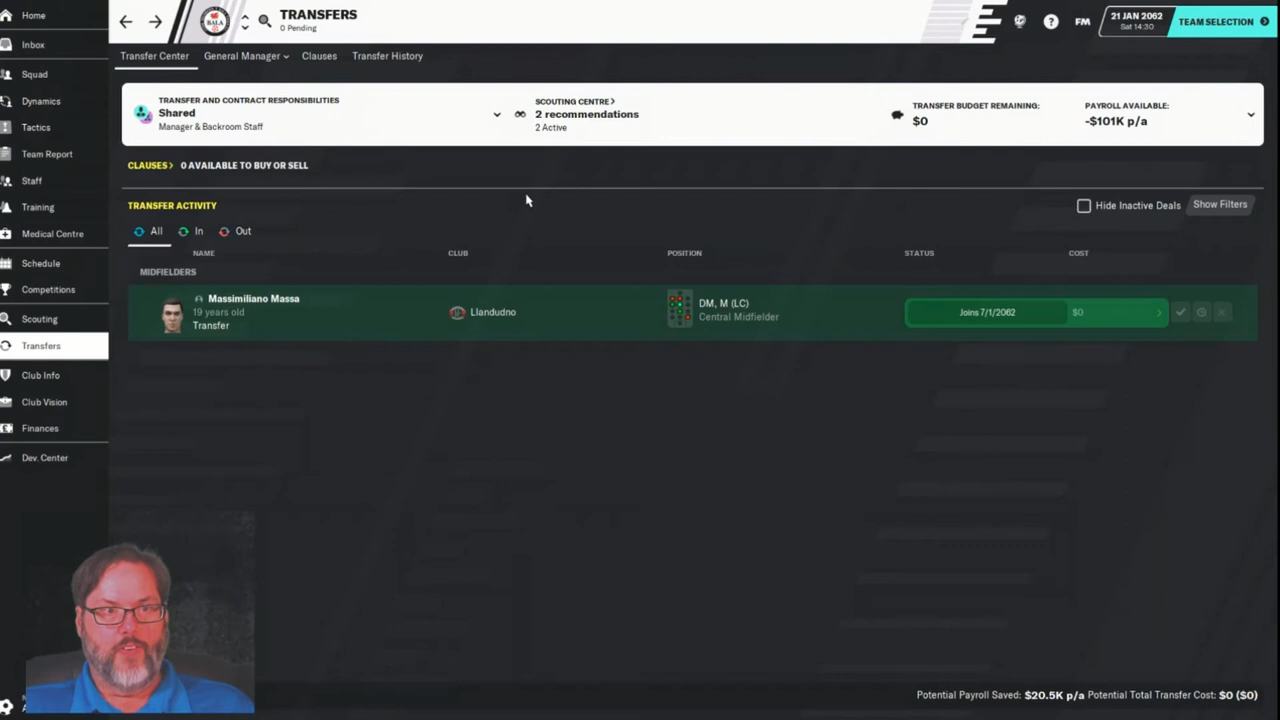 Home
Inbox
Squad
Dynamics
Tactics
Team Report
Staff
Training
Medical Centre
Schedule
Competitions
Scouting
Transfers
Club Info
Club Vision
Finances
Dev. Center
BALA
TRANSFERS
0 Pending
?
FM
21 JAN 2062
Sat 14:30
TEAM SELECTION
Transfer Center
General Manager
Clauses
Transfer History
TRANSFER AND CONTRACT RESPONSIBILITIES
Shared
Manager & Backroom Staff
SCOUTING CENTRE >
2 recommendations
2 Active
TRANSFER BUDGET REMAINING:
$0
PAYROLL AVAILABLE:
-$101K p/a
CLAUSES > 0 AVAILABLE TO BUY OR SELL
TRANSFER ACTIVITY
Hide Inactive Deals
Show Filters
All
In
Out
NAME
CLUB
POSITION
STATUS
COST
MIDFIELDERS
Massimiliano Massa
19 years old
Transfer
Llandudno
DM, M (LC)
Central Midfielder
Joins 7/1/2062
$0
Potential Payroll Saved: $20.5K p/a Potential Total Transfer Cost: $0 ($0)